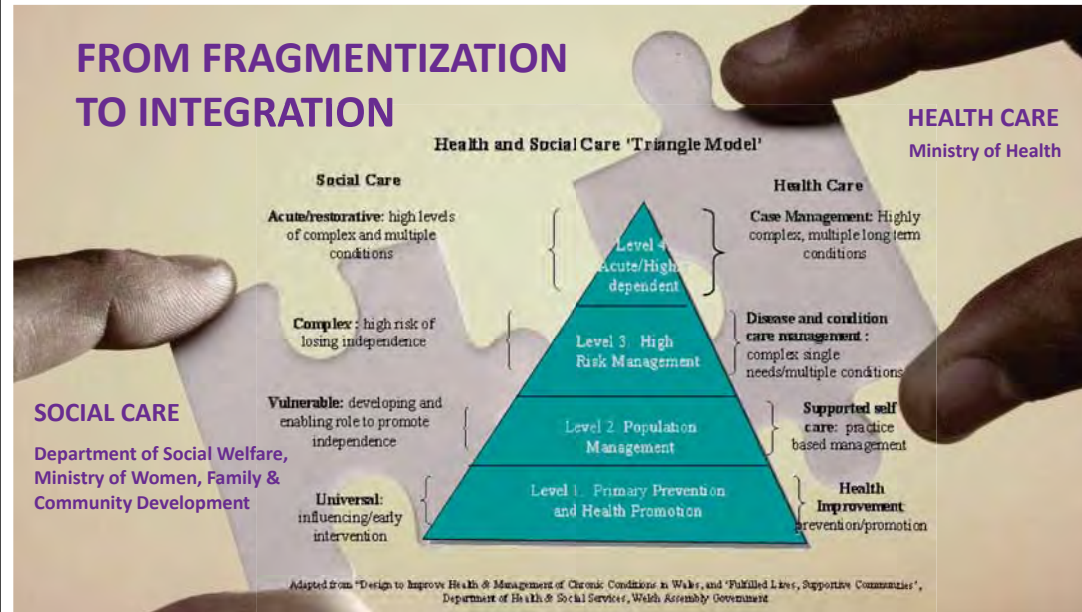 FROM FRAGMENTIZATION
TO INTEGRATION
HEALTH CARE
Ministry of Health
Health and Social Care 'Triangle Model'
Social Care
Health Care
Acute/restorative: high levels
of complex and multiple
conditions
Level 4
Acute/High
dependent
Case Management: Highly
complex, multiple long term
conditions
Complex : high risk of
losing independence
Level 3. High
Risk Management
Disease and condition
care management :
complex single
needs/multiple conditions
SOCIAL CARE
Department of Social Welfare,
Ministry of Women, Family &
Community Development
Vulnerable: developing and
enabling role to promote
independence
Level 2. Population
Management
Supported self
care: practice
based management
Universal:
influencing/early
intervention
Level 1. Primary Prevention
and Health Promotion
Health
Improvement
prevention/promotion
Adapted from "Design to Improve Health & Management of Chronic Conditions in Wales, and 'Fulfilled Lives, Supportive Communities',
Department of Health & Social Services, Welsh Assembly Government